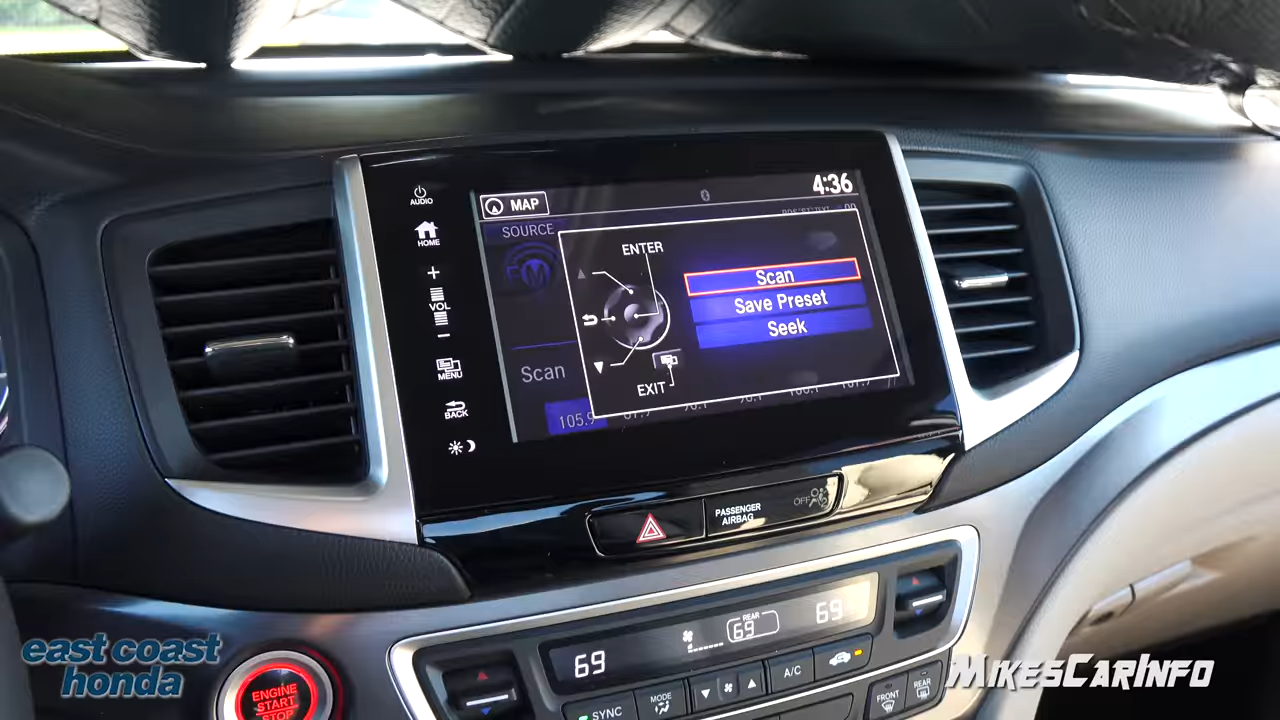 AUDIO
HOME
VOL
MENU
BACK
MAP
4:36
SOURCE
FM
ENTER
Scan
Save Preset
Seek
EXIT
Scan
105.9
PASSENGER
AIRBAG
OFF
69
REAR
69
69
SYNC
MODE
A/C
FRONT
REAR
ENGINE
START
STOP
east coast
honda
MIKESCARINFO